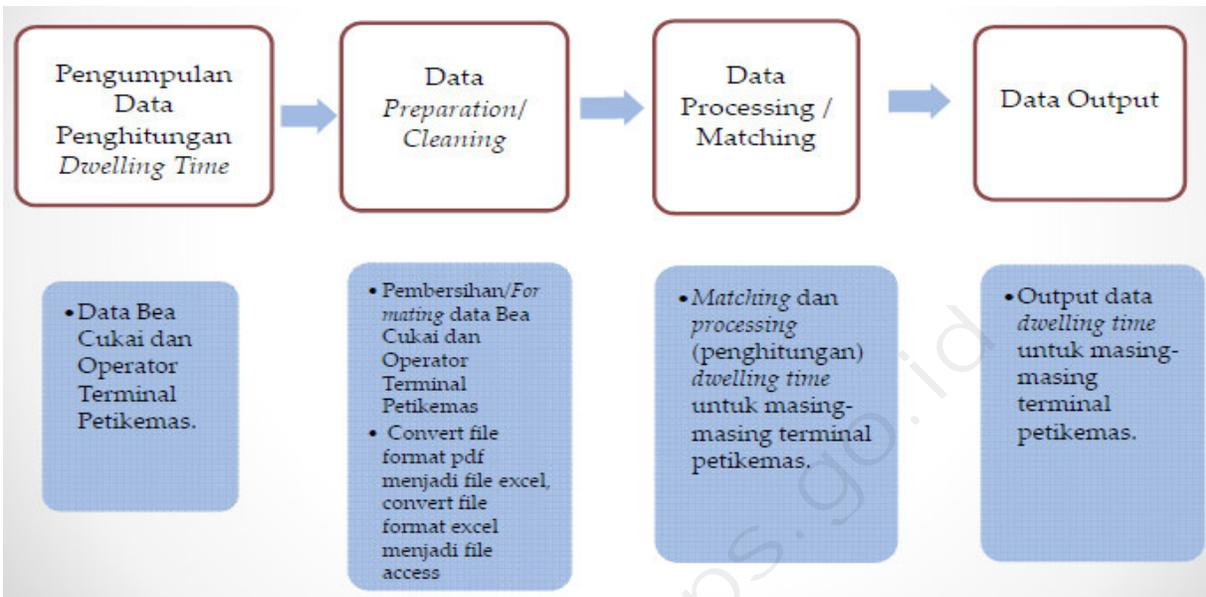 Pengumpulan
Data
Penghitungan
Dwelling Time
Data
Preparation/
Cleaning
Data
Processing /
Matching
Data Output
• Data Bea
Cukai dan
Operator
Terminal
Petikemas.
• Pembersihan/For
mating data Bea
Cukai dan
Operator
Terminal
Petikemas
• Convert file
format pdf
menjadi file excel,
convert file
format excel
menjadi file
access
• Matching dan
processing
(penghitungan)
dwelling time
untuk masing-
masing terminal
petikemas.
• Output data
dwelling time
untuk masing-
masing
terminal
petikemas.
ps.go.id